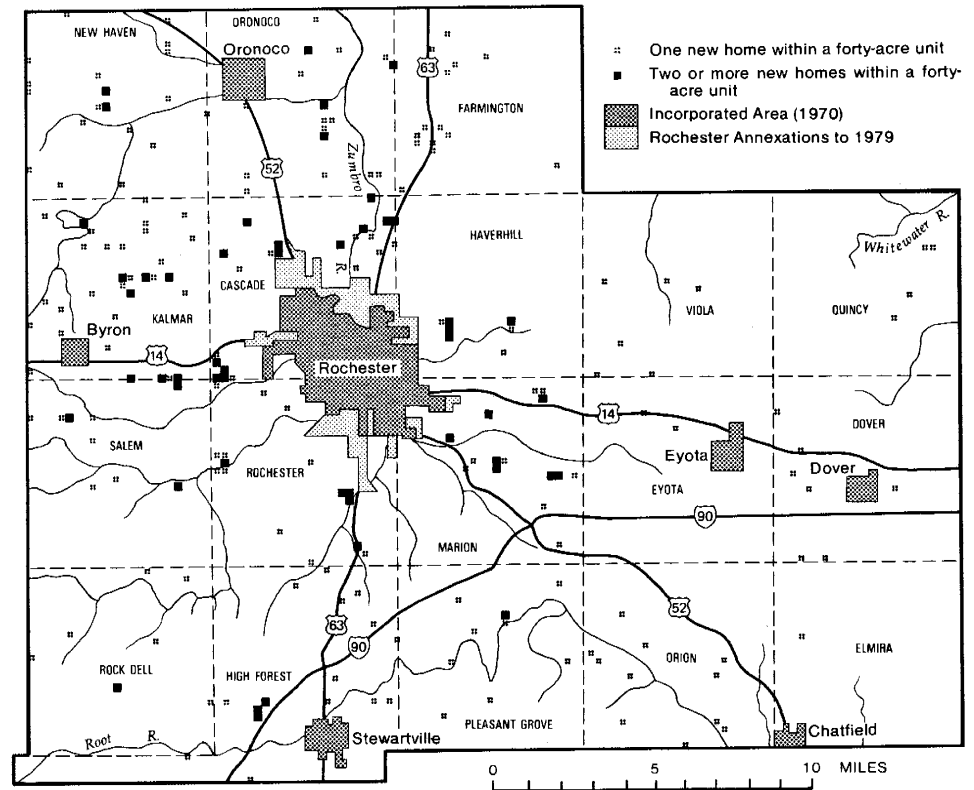 NEW HAVEN
ORONOCO
Oronoco
63
One new home within a forty-acre unit
Two or more new homes within a forty-
acre unit
Incorporated Area (1970)
Rochester Annexations to 1979
FARMINGTON
52
Zumbro
R.
HAVERHILL
Whitewater R.
CASCADE
KALMAR
VIOLA
QUINCY
Byron
14
Rochester
14
DOVER
SALEM
ROCHESTER
Eyota
Dover
EYOTA
90
MARION
52
63
90
ROCK DELL
HIGH FOREST
ORION
ELMIRA
PLEASANT GROVE
Root R.
Stewartville
Chatfield
0 5 10 MILES